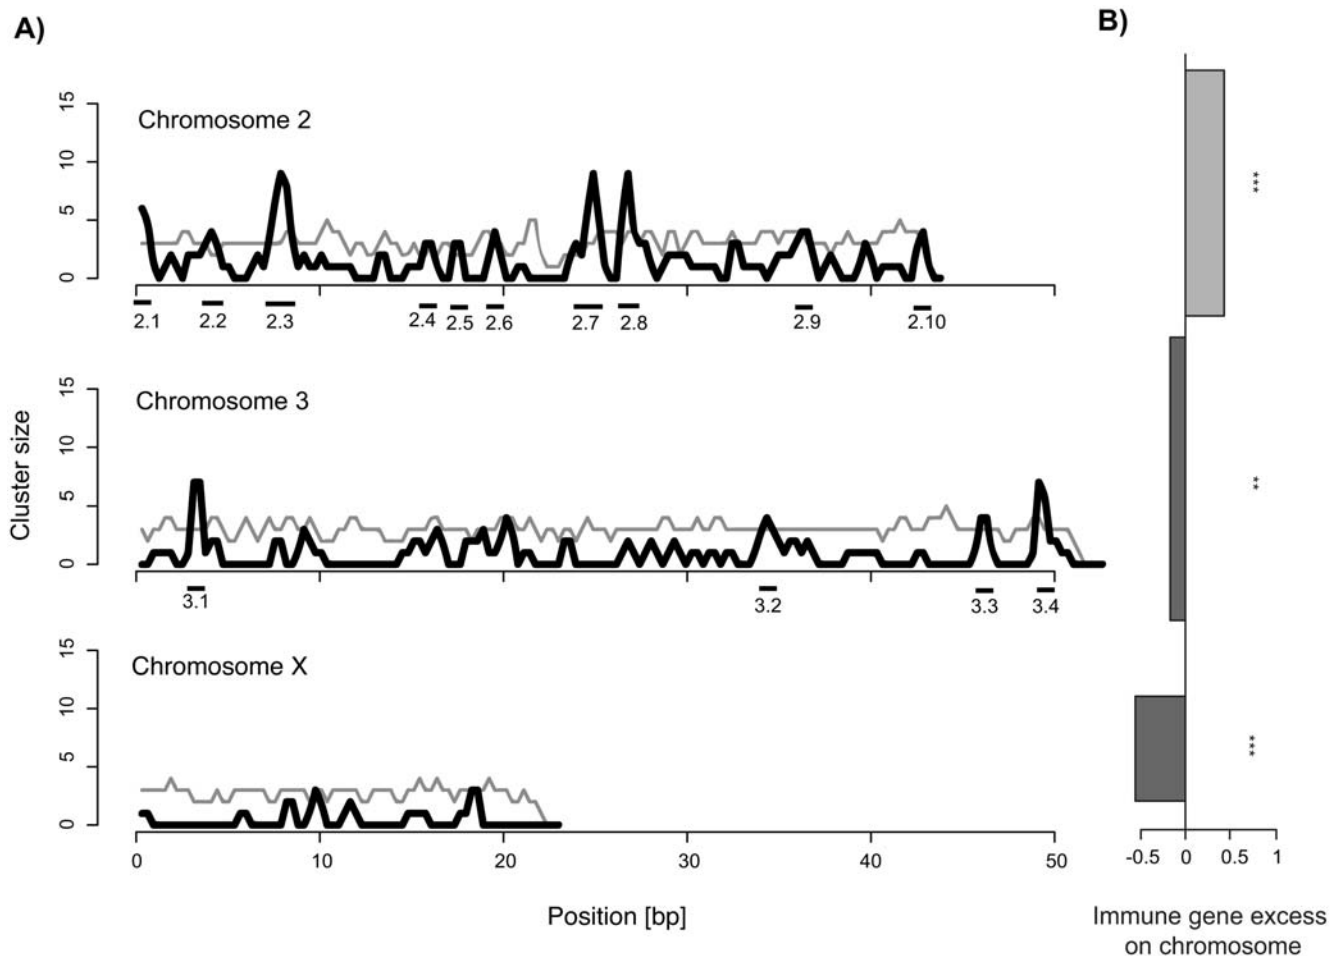 A)
B)
Chromosome 2
15
10
5
0
2.1 2.2 2.3 2.4 2.5 2.6 2.7 2.8 2.9 2.10
***
Chromosome 3
15
10
5
0
3.1 3.2 3.3 3.4
**
Cluster size
Chromosome X
15
10
5
0
***
0 10 20 30 40 50
Position [bp]
-0.5 0 0.5 1
Immune gene excess
on chromosome